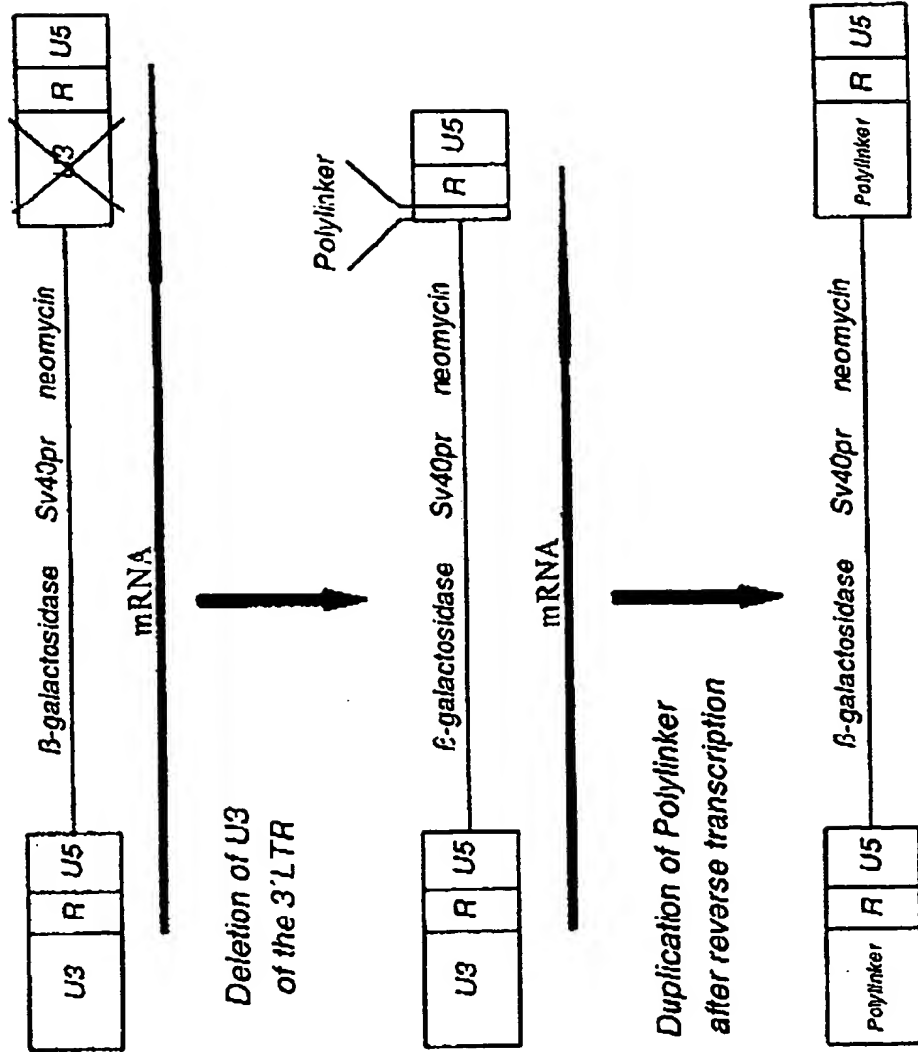 U3 R U5 β-galactosidase Sv40pr neomycin U3 R U5
mRNA
Deletion of U3
of the 3´LTR
Polylinker
U3 R U5 β-galactosidase Sv40pr neomycin R U5
mRNA
Duplication of Polylinker
after reverse transcription
Polylinker R U5 β-galactosidase Sv40pr neomycin Polylinker R U5